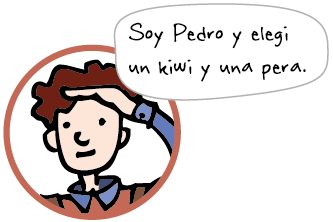 Soy Pedro y elegi
un kiwi y una pera.